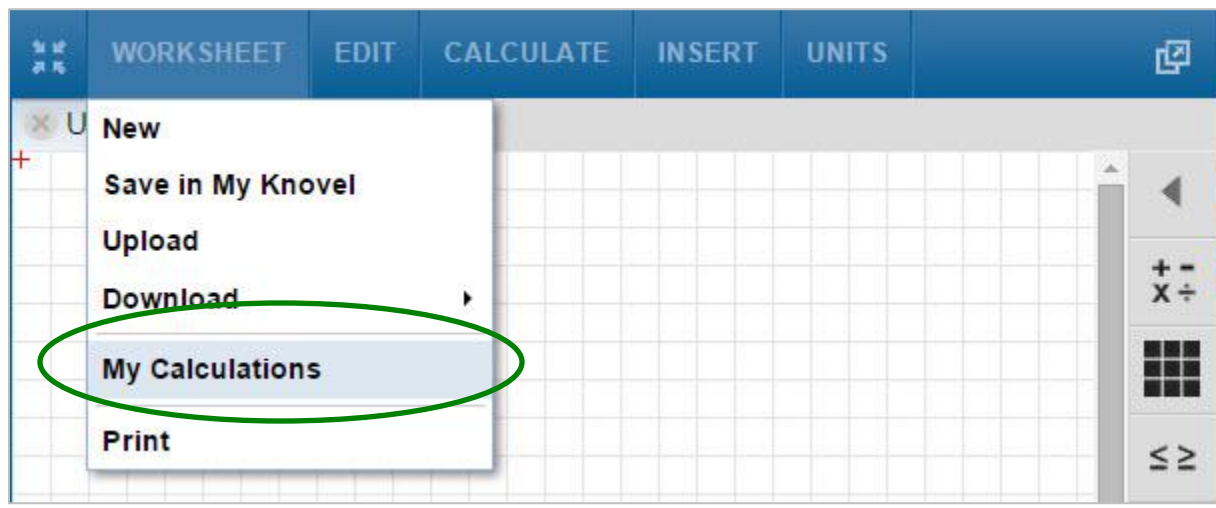 WORKSHEET EDIT CALCULATE INSERT UNITS
U
New
Save in My Knovel
Upload
Download
My Calculations
Print
+ -
x ÷
≤ ≥